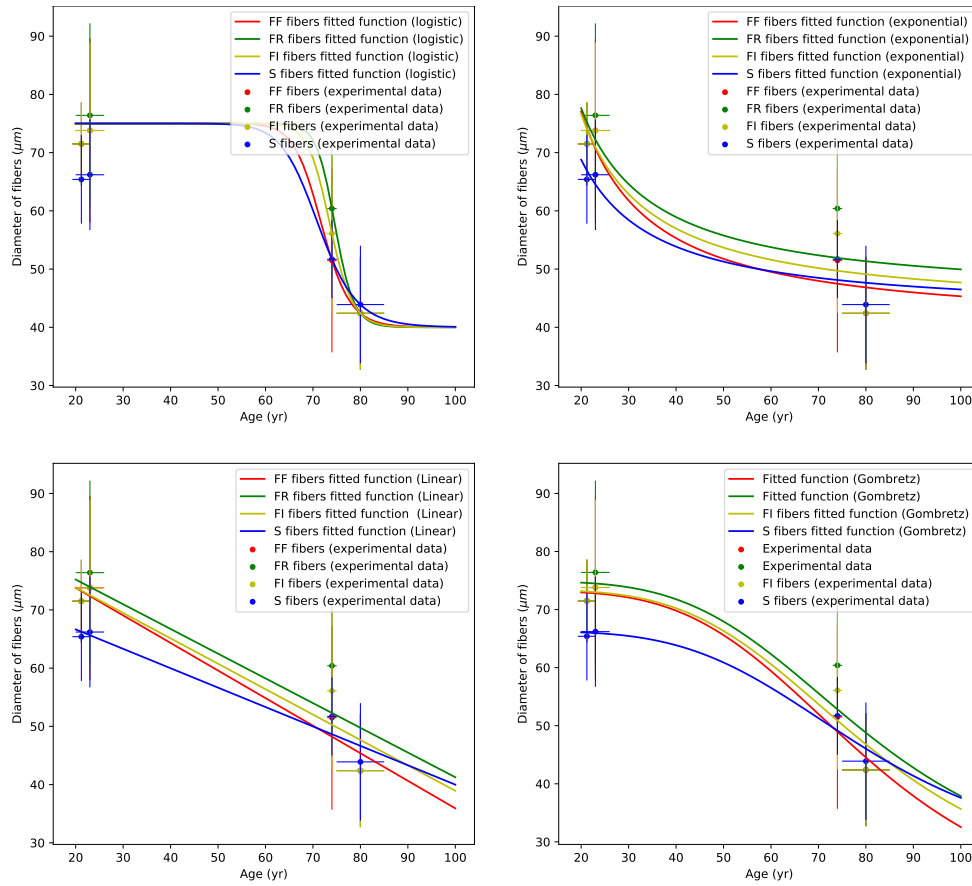 FF fibers fitted function (logistic)
FR fibers fitted function (logistic)
FI fibers fitted function (logistic)
S fibers fitted function (logistic)
FF fibers (experimental data)
FR fibers (experimental data)
FI fibers (experimental data)
S fibers (experimental data)
90
80
70
60
50
40
30
Diameter of fibers (μm)
20 30 40 50 60 70 80 90 100
Age (yr)
FF fibers fitted function (exponential)
FR fibers fitted function (exponential)
FI fibers fitted function (exponential)
S fibers fitted function (exponential)
FF fibers (experimental data)
FR fibers (experimental data)
FI fibers (experimental data)
S fibers (experimental data)
90
80
70
60
50
40
30
Diameter of fibers (μm)
20 30 40 50 60 70 80 90 100
Age (yr)
FF fibers fitted function (Linear)
FR fibers fitted function (Linear)
FI fibers fitted function  (Linear)
S fibers fitted function (Linear)
FF fibers (experimental data)
FR fibers (experimental data)
FI fibers (experimental data)
S fibers (experimental data)
90
80
70
60
50
40
30
Diameter of fibers (μm)
20 30 40 50 60 70 80 90 100
Age (yr)
Fitted function (Gombretz)
Fitted function (Gombretz)
FI fibers fitted function (Gombretz)
S fibers fitted function (Gombretz)
Experimental data
Experimental data
FI fibers (experimental data)
S fibers (experimental data)
90
80
70
60
50
40
30
Diameter of fibers (μm)
20 30 40 50 60 70 80 90 100
Age (yr)